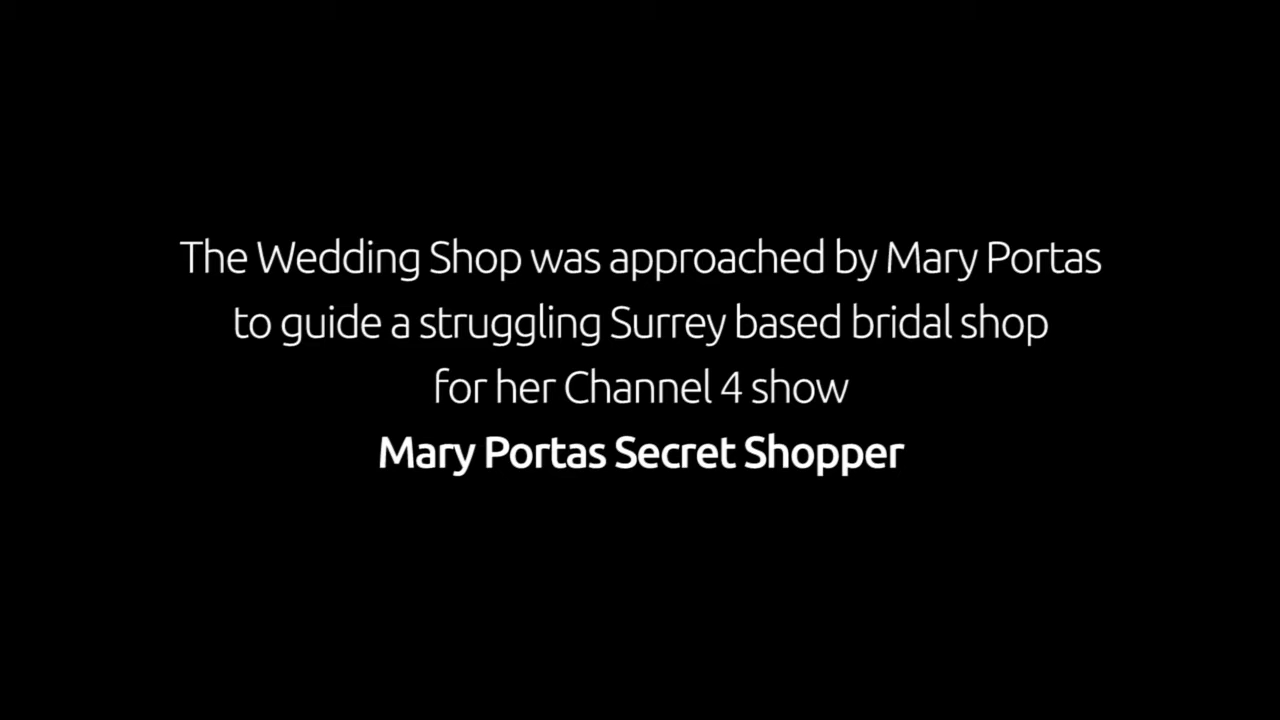 The Wedding Shop was approached by Mary Portas
to guide a struggling Surrey based bridal shop
for her Channel 4 show
Mary Portas Secret Shopper